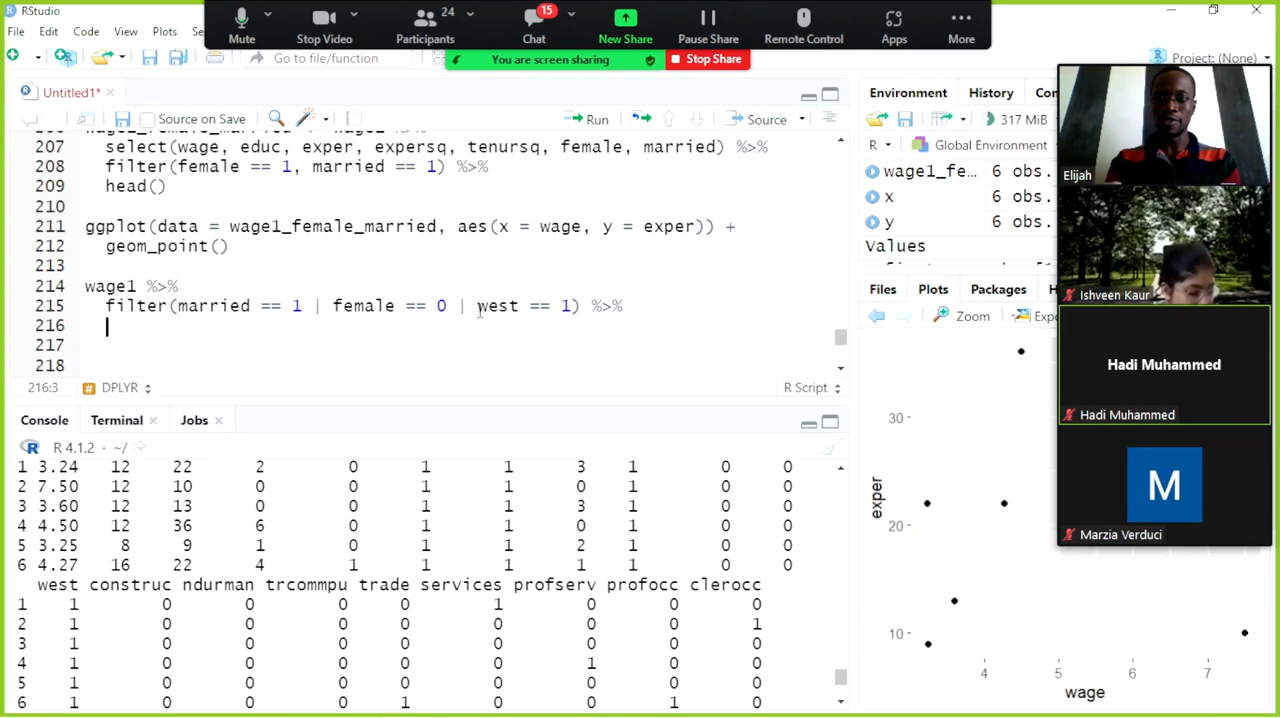 RStudio
File Edit Code View Plots
Mute Stop Video Participants 24 Chat 15 New Share Pause Share Remote Control Apps More
You are screen sharing Stop Share
Go to file/function
Project: (None)
Untitled1* ×
Source on Save Run Source
207 select(wage, educ, exper, expersq, tenursq, female, married) %>%
208 filter(female == 1, married == 1) %>%
209 head()
210
211 ggplot(data = wage1_female_married, aes(x = wage, y = exper)) +
212 geom_point()
213
214 wage1 %>%
215 filter(married == 1 | female == 0 | west == 1) %>%
216
217
218
216:3 DPLYR R Script
Console Terminal × Jobs ×
R 4.1.2 · ~/
1 3.24 12 22 2 0 1 1 3 1 0 0
2 7.50 12 10 0 0 1 1 0 1 0 0
3 3.60 12 13 0 0 1 1 3 1 0 0
4 4.50 12 36 6 0 1 1 0 1 0 0
5 3.25 8 9 1 0 1 1 2 1 0 0
6 4.27 16 22 4 1 1 1 1 1 0 0
west construc ndurman trcommpu trade services profserv profocc clerocc
1 1 0 0 0 0 1 0 0 0
2 1 0 0 0 0 0 0 0 1
3 1 0 0 0 0 0 0 0 0
4 1 0 0 0 0 0 1 0 0
5 1 0 0 0 0 0 0 0 0
6 1 0 0 0 1 0 0 1 0
Environment History
317 MiB
R Global Environment
wage1_fe... 6 obs.
x 6 obs.
y 6 obs.
Values
Files Plots Packages
Zoom
30
20
10
exper
4 5 6 7
wage
Elijah
Ishveen Kaur
Hadi Muhammed
Hadi Muhammed
M
Marzia Verduci